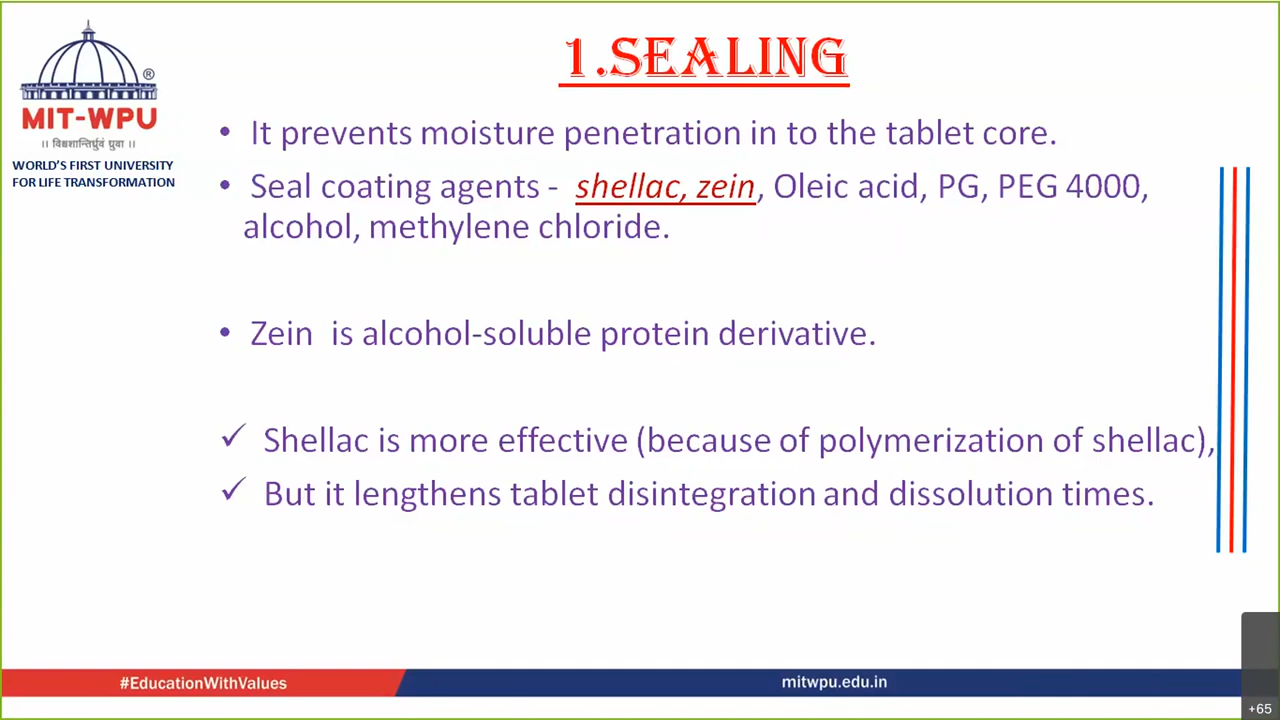 1.SEALING
®
MIT-WPU
।। विश्वशान्तिर्ध्रुवं ध्रुवा ।।
WORLD'S FIRST UNIVERSITY
FOR LIFE TRANSFORMATION
• It prevents moisture penetration in to the tablet core.
• Seal coating agents - shellac, zein, Oleic acid, PG, PEG 4000,
alcohol, methylene chloride.
• Zein is alcohol-soluble protein derivative.
✓ Shellac is more effective (because of polymerization of shellac),
✓ But it lengthens tablet disintegration and dissolution times.
#EducationWithValues
mitwpu.edu.in
+65